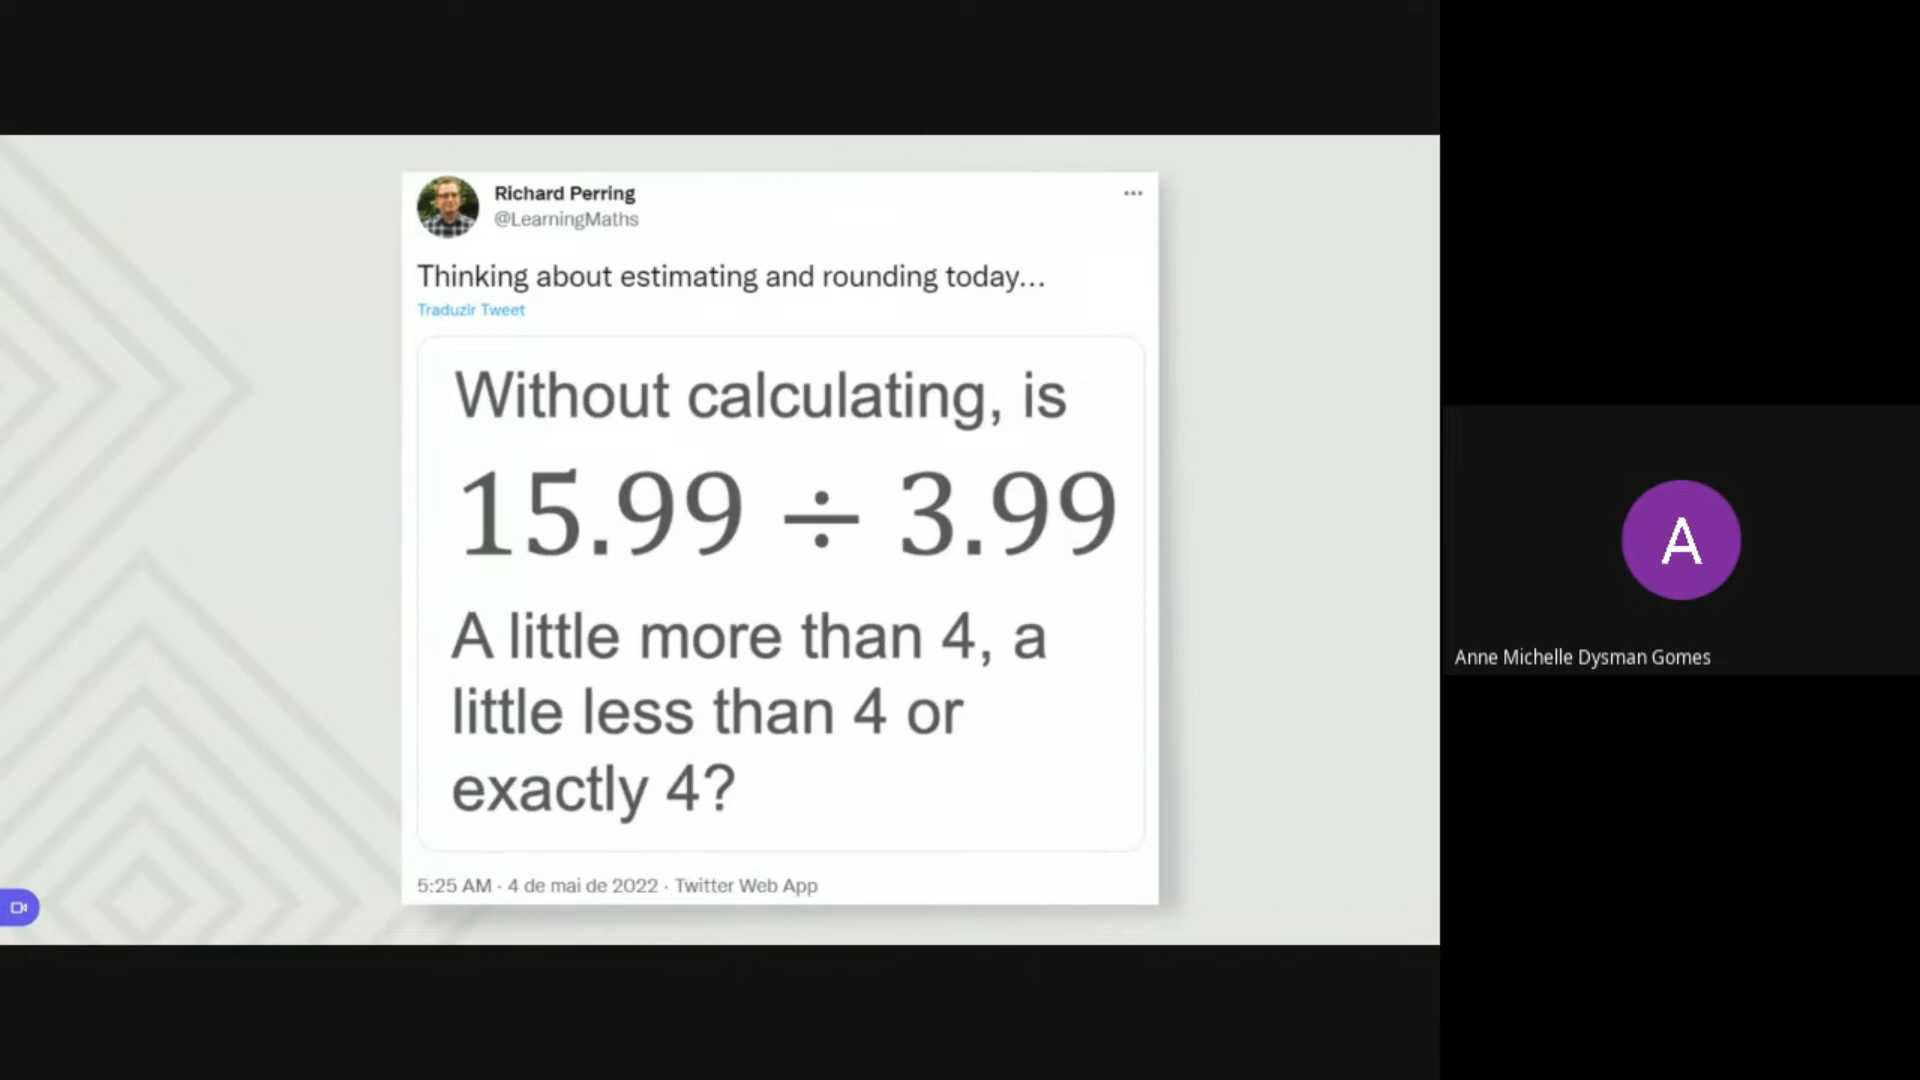 Richard Perring
@LearningMaths
...
Thinking about estimating and rounding today...
Traduzir Tweet
Without calculating, is
15.99 ÷ 3.99
A little more than 4, a
little less than 4 or
exactly 4?
5:25 AM · 4 de mai de 2022 · Twitter Web App
A
Anne Michelle Dysman Gomes